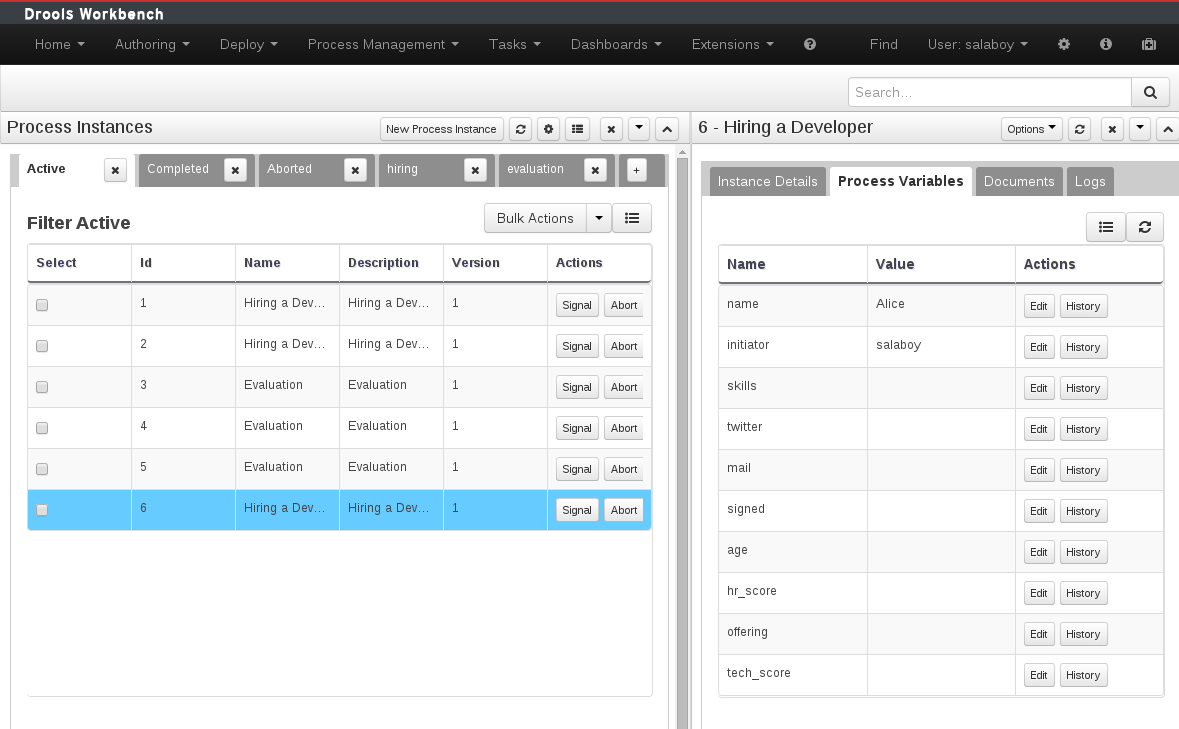 Drools Workbench
Home Authoring Deploy Process Management Tasks Dashboards Extensions Find User: salaboy
Search...
Process Instances New Process Instance
6 - Hiring a Developer Options
Active Completed Aborted hiring evaluation +
Instance Details Process Variables Documents Logs
Filter Active Bulk Actions
Select Id Name Description Version Actions
1 Hiring a Dev... Hiring a Dev... 1 Signal Abort
2 Hiring a Dev... Hiring a Dev... 1 Signal Abort
3 Evaluation Evaluation 1 Signal Abort
4 Evaluation Evaluation 1 Signal Abort
5 Evaluation Evaluation 1 Signal Abort
6 Hiring a Dev... Hiring a Dev... 1 Signal Abort
Name Value Actions
name Alice Edit History
initiator salaboy Edit History
skills Edit History
twitter Edit History
mail Edit History
signed Edit History
age Edit History
hr_score Edit History
offering Edit History
tech_score Edit History